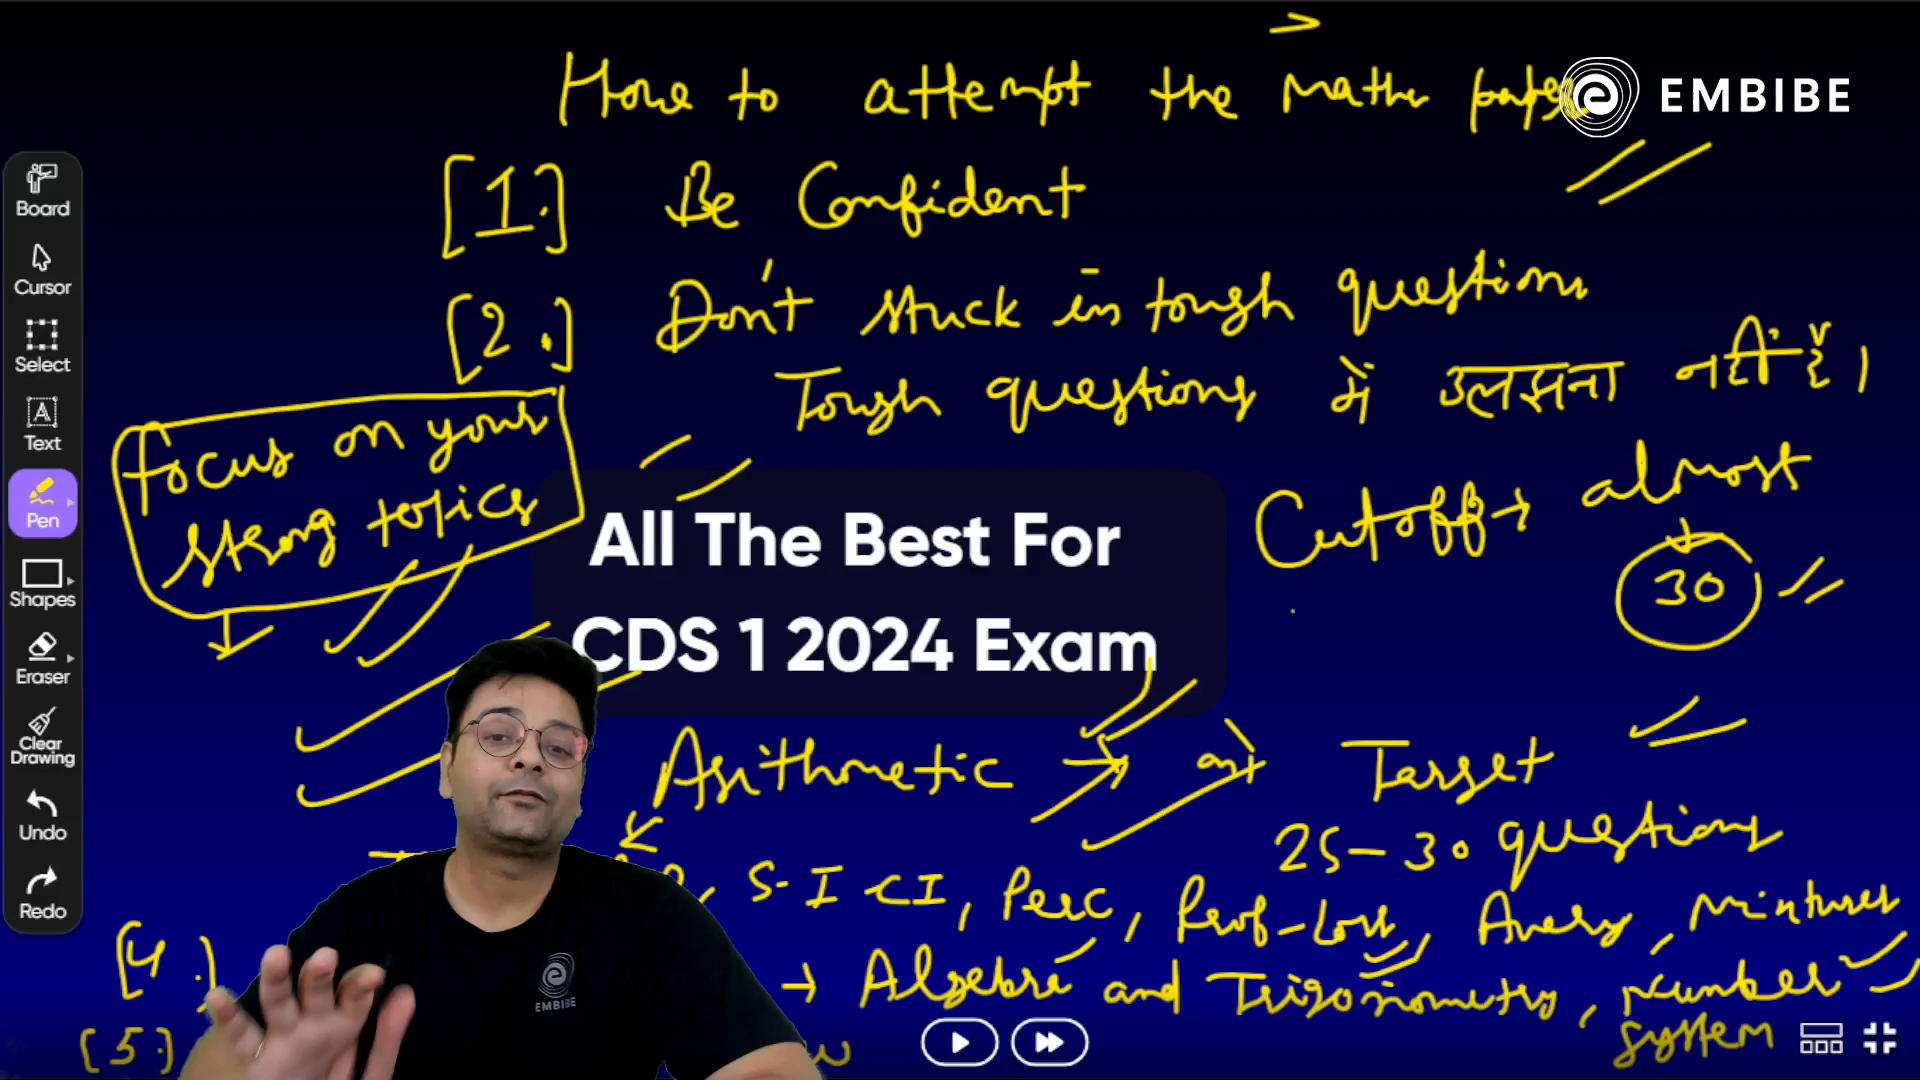 How to attempt the Maths paper
EMBIBE
[1.] Be Confident
[2.] Don't stuck in tough questions
Tough questions में उलझना नहीं है।
focus on your
strong topics
Cutoff → almost
30
All The Best For
CDS 1 2024 Exam
Arithmetic → Target
25-30 questions
S-I CI, Perc, Prof-Loss, Average, Mixtures
[4.] → Algebra and Trigonometry, Number
system
[5.]
EMBIBE
Board
Cursor
Select
Text
Pen
Shapes
Eraser
Clear
Drawing
Undo
Redo